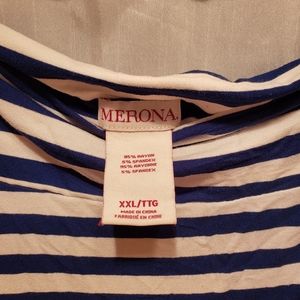 MERONA.
95% RAYON
5% SPANDEX
95% RAYONNE
5% SPANDEX
XXL/TTG
MADE IN CHINA
FABRIQUÉ EN CHINE